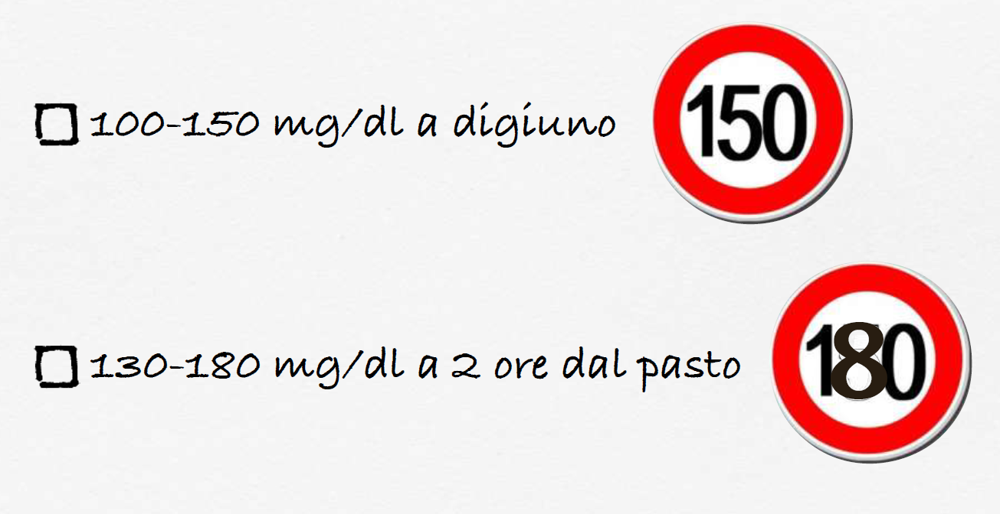 100-150 mg/dl a digiuno
150
130-180 mg/dl a 2 ore dal pasto
180